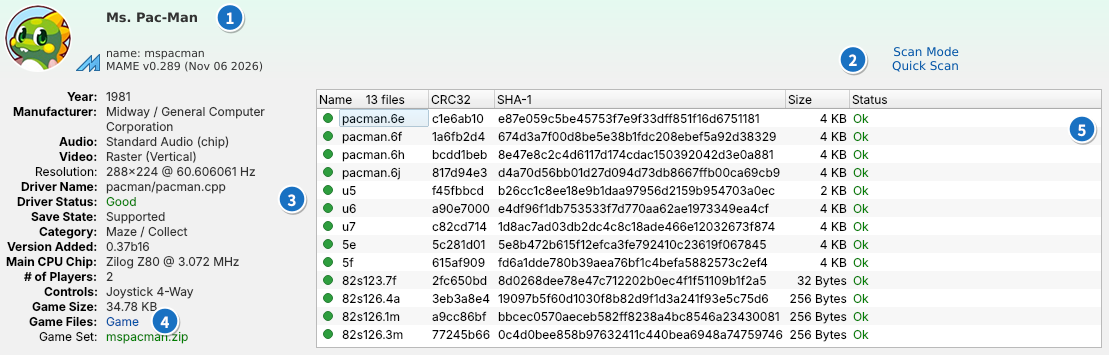 Ms. Pac-Man
1
name: mspacman
MAME v0.289 (Nov 06 2026)
2
Scan Mode
Quick Scan
Year: 1981
Manufacturer: Midway / General Computer
Corporation
Audio: Standard Audio (chip)
Video: Raster (Vertical)
Resolution: 288×224 @ 60.606061 Hz
Driver Name: pacman/pacman.cpp
Driver Status: Good
Save State: Supported
Category: Maze / Collect
Version Added: 0.37b16
Main CPU Chip: Zilog Z80 @ 3.072 MHz
# of Players: 2
Controls: Joystick 4-Way
Game Size: 34.78 KB
Game Files: Game
Game Set: mspacman.zip
3
4
Name 13 files CRC32 SHA-1 Size Status
pacman.6e c1e6ab10 e87e059c5be45753f7e9f33dff851f16d6751181 4 KB Ok
pacman.6f 1a6fb2d4 674d3a7f00d8be5e38b1fdc208ebef5a92d38329 4 KB Ok
pacman.6h bcdd1beb 8e47e8c2c4d6117d174cdac150392042d3e0a881 4 KB Ok
pacman.6j 817d94e3 d4a70d56bb01d27d094d73db8667ffb00ca69cb9 4 KB Ok
u5 f45fbbcd b26cc1c8ee18e9b1daa97956d2159b954703a0ec 2 KB Ok
u6 a90e7000 e4df96f1db753533f7d770aa62ae1973349ea4cf 4 KB Ok
u7 c82cd714 1d8ac7ad03db2dc4c8c18ade466e12032673f874 4 KB Ok
5e 5c281d01 5e8b472b615f12efca3fe792410c23619f067845 4 KB Ok
5f 615af909 fd6a1dde780b39aea76bf1c4befa5882573c2ef4 4 KB Ok
82s123.7f 2fc650bd 8d0268dee78e47c712202b0ec4f1f51109b1f2a5 32 Bytes Ok
82s126.4a 3eb3a8e4 19097b5f60d1030f8b82d9f1d3a241f93e5c75d6 256 Bytes Ok
82s126.1m a9cc86bf bbcec0570aeceb582ff8238a4bc8546a23430081 256 Bytes Ok
82s126.3m 77245b66 0c4d0bee858b97632411c440bea6948a74759746 256 Bytes Ok
5